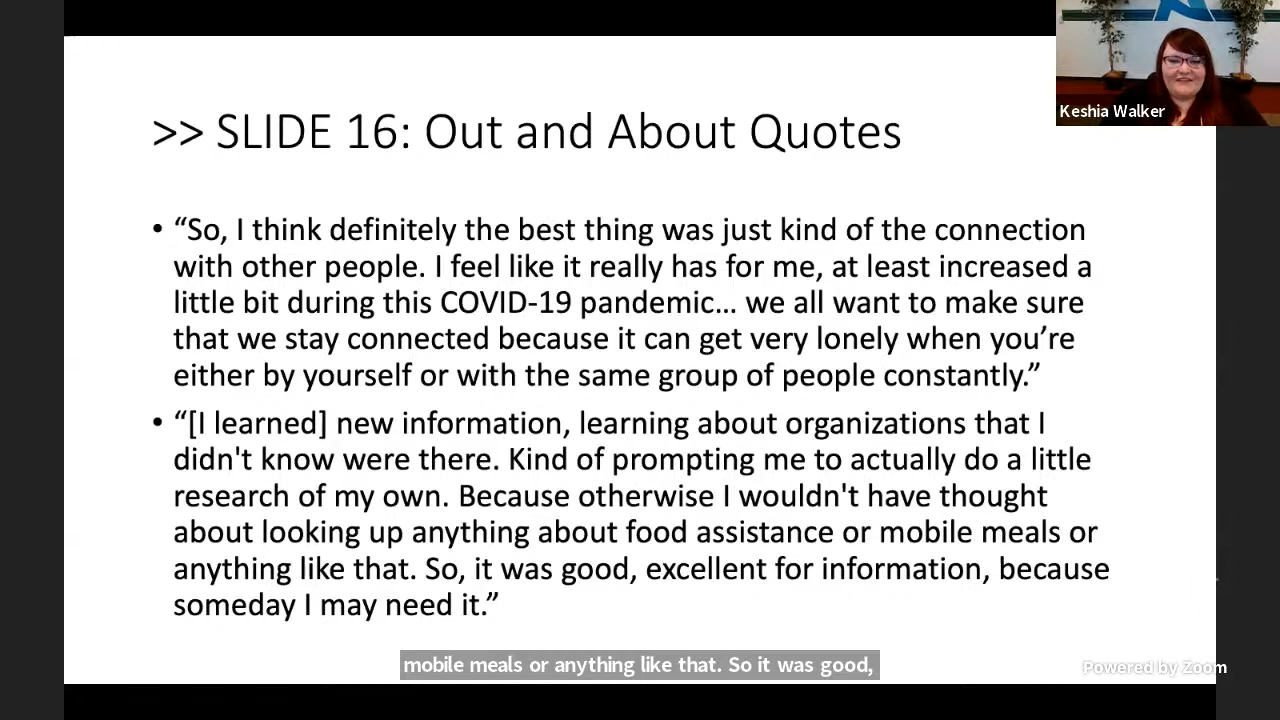 >> SLIDE 16: Out and About Quotes
Keshia Walker
• “So, I think definitely the best thing was just kind of the connection
with other people. I feel like it really has for me, at least increased a
little bit during this COVID-19 pandemic… we all want to make sure
that we stay connected because it can get very lonely when you’re
either by yourself or with the same group of people constantly.”
• “[I learned] new information, learning about organizations that I
didn't know were there. Kind of prompting me to actually do a little
research of my own. Because otherwise I wouldn't have thought
about looking up anything about food assistance or mobile meals or
anything like that. So, it was good, excellent for information, because
someday I may need it.”
mobile meals or anything like that. So it was good,
Powered by Zoom